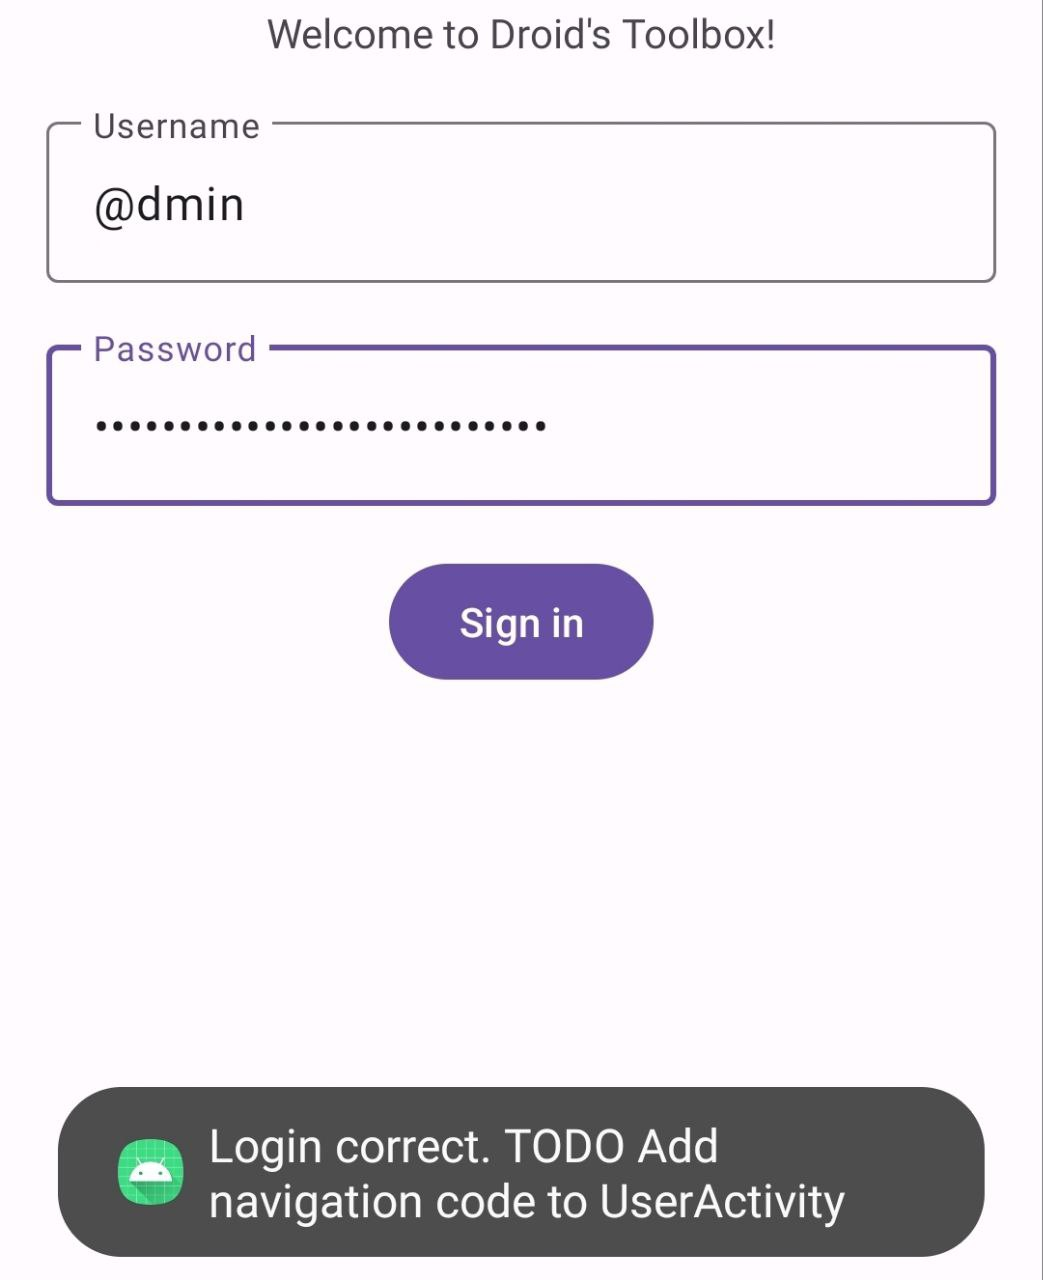 Welcome to Droid's Toolbox!
Username
@dmin
Password
•••••••••••••••••••••••••••
Sign in
Login correct. TODO Add
navigation code to UserActivity